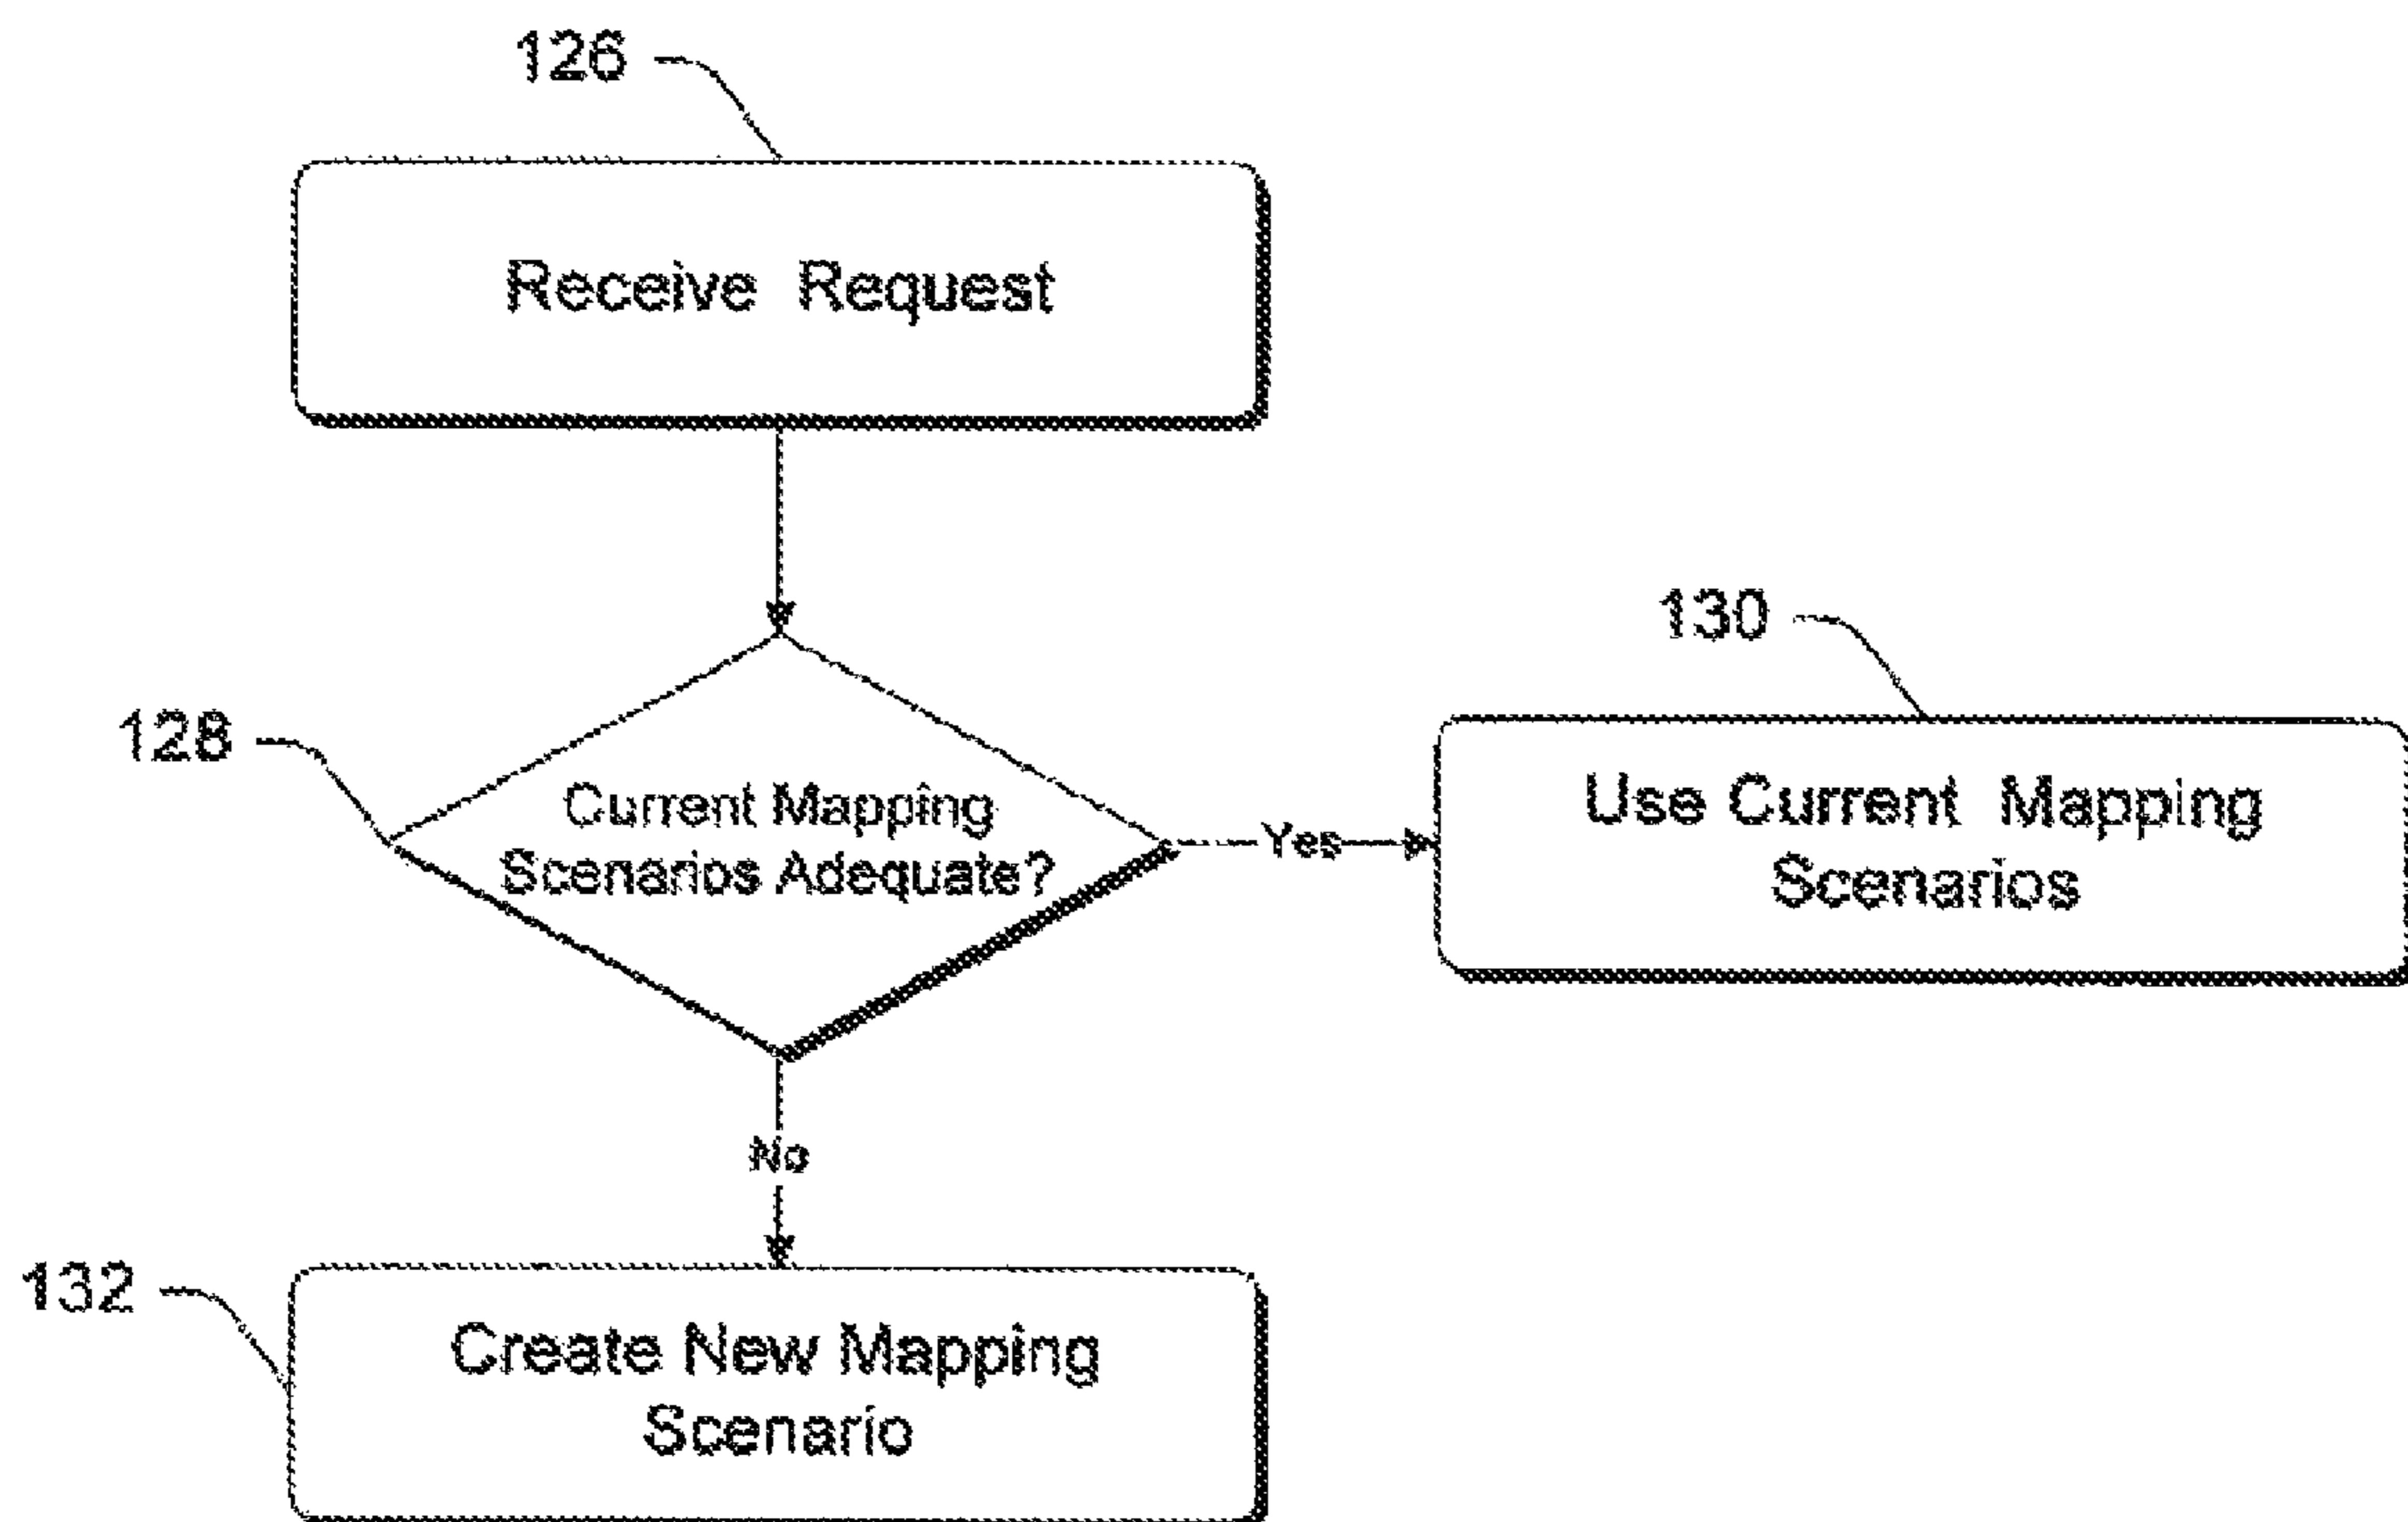 126
Receive Request
130
128
Current Mapping
Scenarios Adequate?
Yes
Use Current Mapping
Scenarios
No
132
Create New Mapping
Scenario